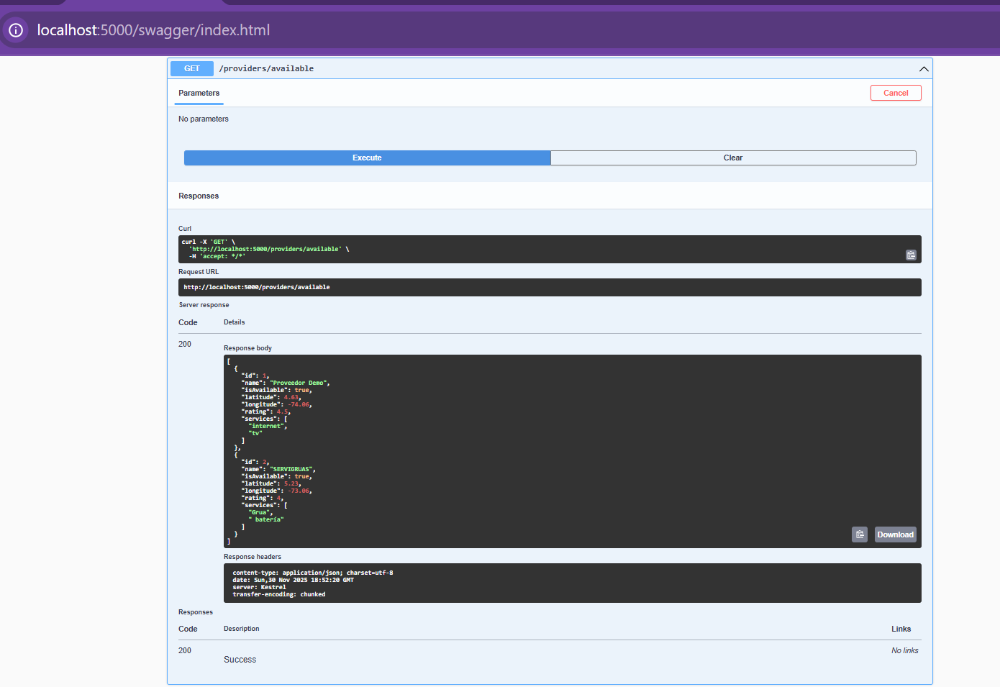 localhost:5000/swagger/index.html
GET /providers/available
Parameters
Cancel
No parameters
Execute
Clear
Responses
Curl
curl -X 'GET' \
  'http://localhost:5000/providers/available' \
  -H 'accept: */*'
Request URL
http://localhost:5000/providers/available
Server response
Code Details
200
Response body
[
  {
    "id": 1,
    "name": "Proveedor Demo",
    "isAvailable": true,
    "latitude": 4.63,
    "longitude": -74.06,
    "rating": 4.5,
    "services": [
      "internet",
      "tv"
    ]
  },
  {
    "id": 2,
    "name": "SERVIGRUAS",
    "isAvailable": true,
    "latitude": 5.23,
    "longitude": -73.06,
    "rating": 4,
    "services": [
      "Grua",
      " batería"
    ]
  }
]
Download
Response headers
content-type: application/json; charset=utf-8
date: Sun,30 Nov 2025 18:52:20 GMT
server: Kestrel
transfer-encoding: chunked
Responses
Code Description Links
200 No links
Success